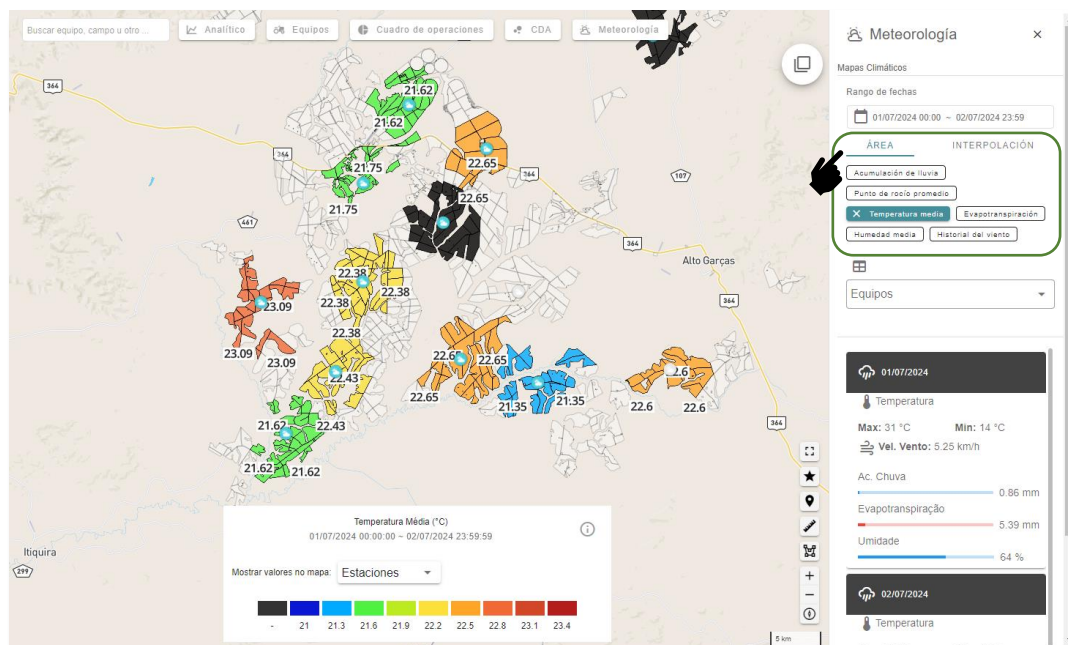 Buscar equipo, campo u otro ...
Analítico
Equipos
Cuadro de operaciones
CDA
Meteorología
364
21.62
21.62
364
21.75
22.65
364
107
21.75
22.65
461
364
Alto Garças
22.38
22.38
22.38
23.09
364
22.38
23.09
23.09
22.65
22.65
22.43
22.65
21.35
21.35
22.6
22.6
22.43
21.62
364
21.62
21.62
Itiquira
299
Temperatura Média (°C)
01/07/2024 00:00:00 ~ 02/07/2024 23:59:59
Mostrar valores no mapa:
Estaciones
-
21
21.3
21.6
21.9
22.2
22.5
22.8
23.1
23.4
5 km
Meteorología
Mapas Climáticos
Rango de fechas
01/07/2024 00:00 ~ 02/07/2024 23:59
ÁREA
INTERPOLACIÓN
Acumulación de lluvia
Punto de rocío promedio
Temperatura media
Evapotranspiración
Humedad media
Historial del viento
Equipos
01/07/2024
Temperatura
Max: 31 °C Min: 14 °C
Vel. Vento: 5.25 km/h
Ac. Chuva
0.86 mm
Evapotranspiração
5.39 mm
Umidade
64 %
02/07/2024
Temperatura